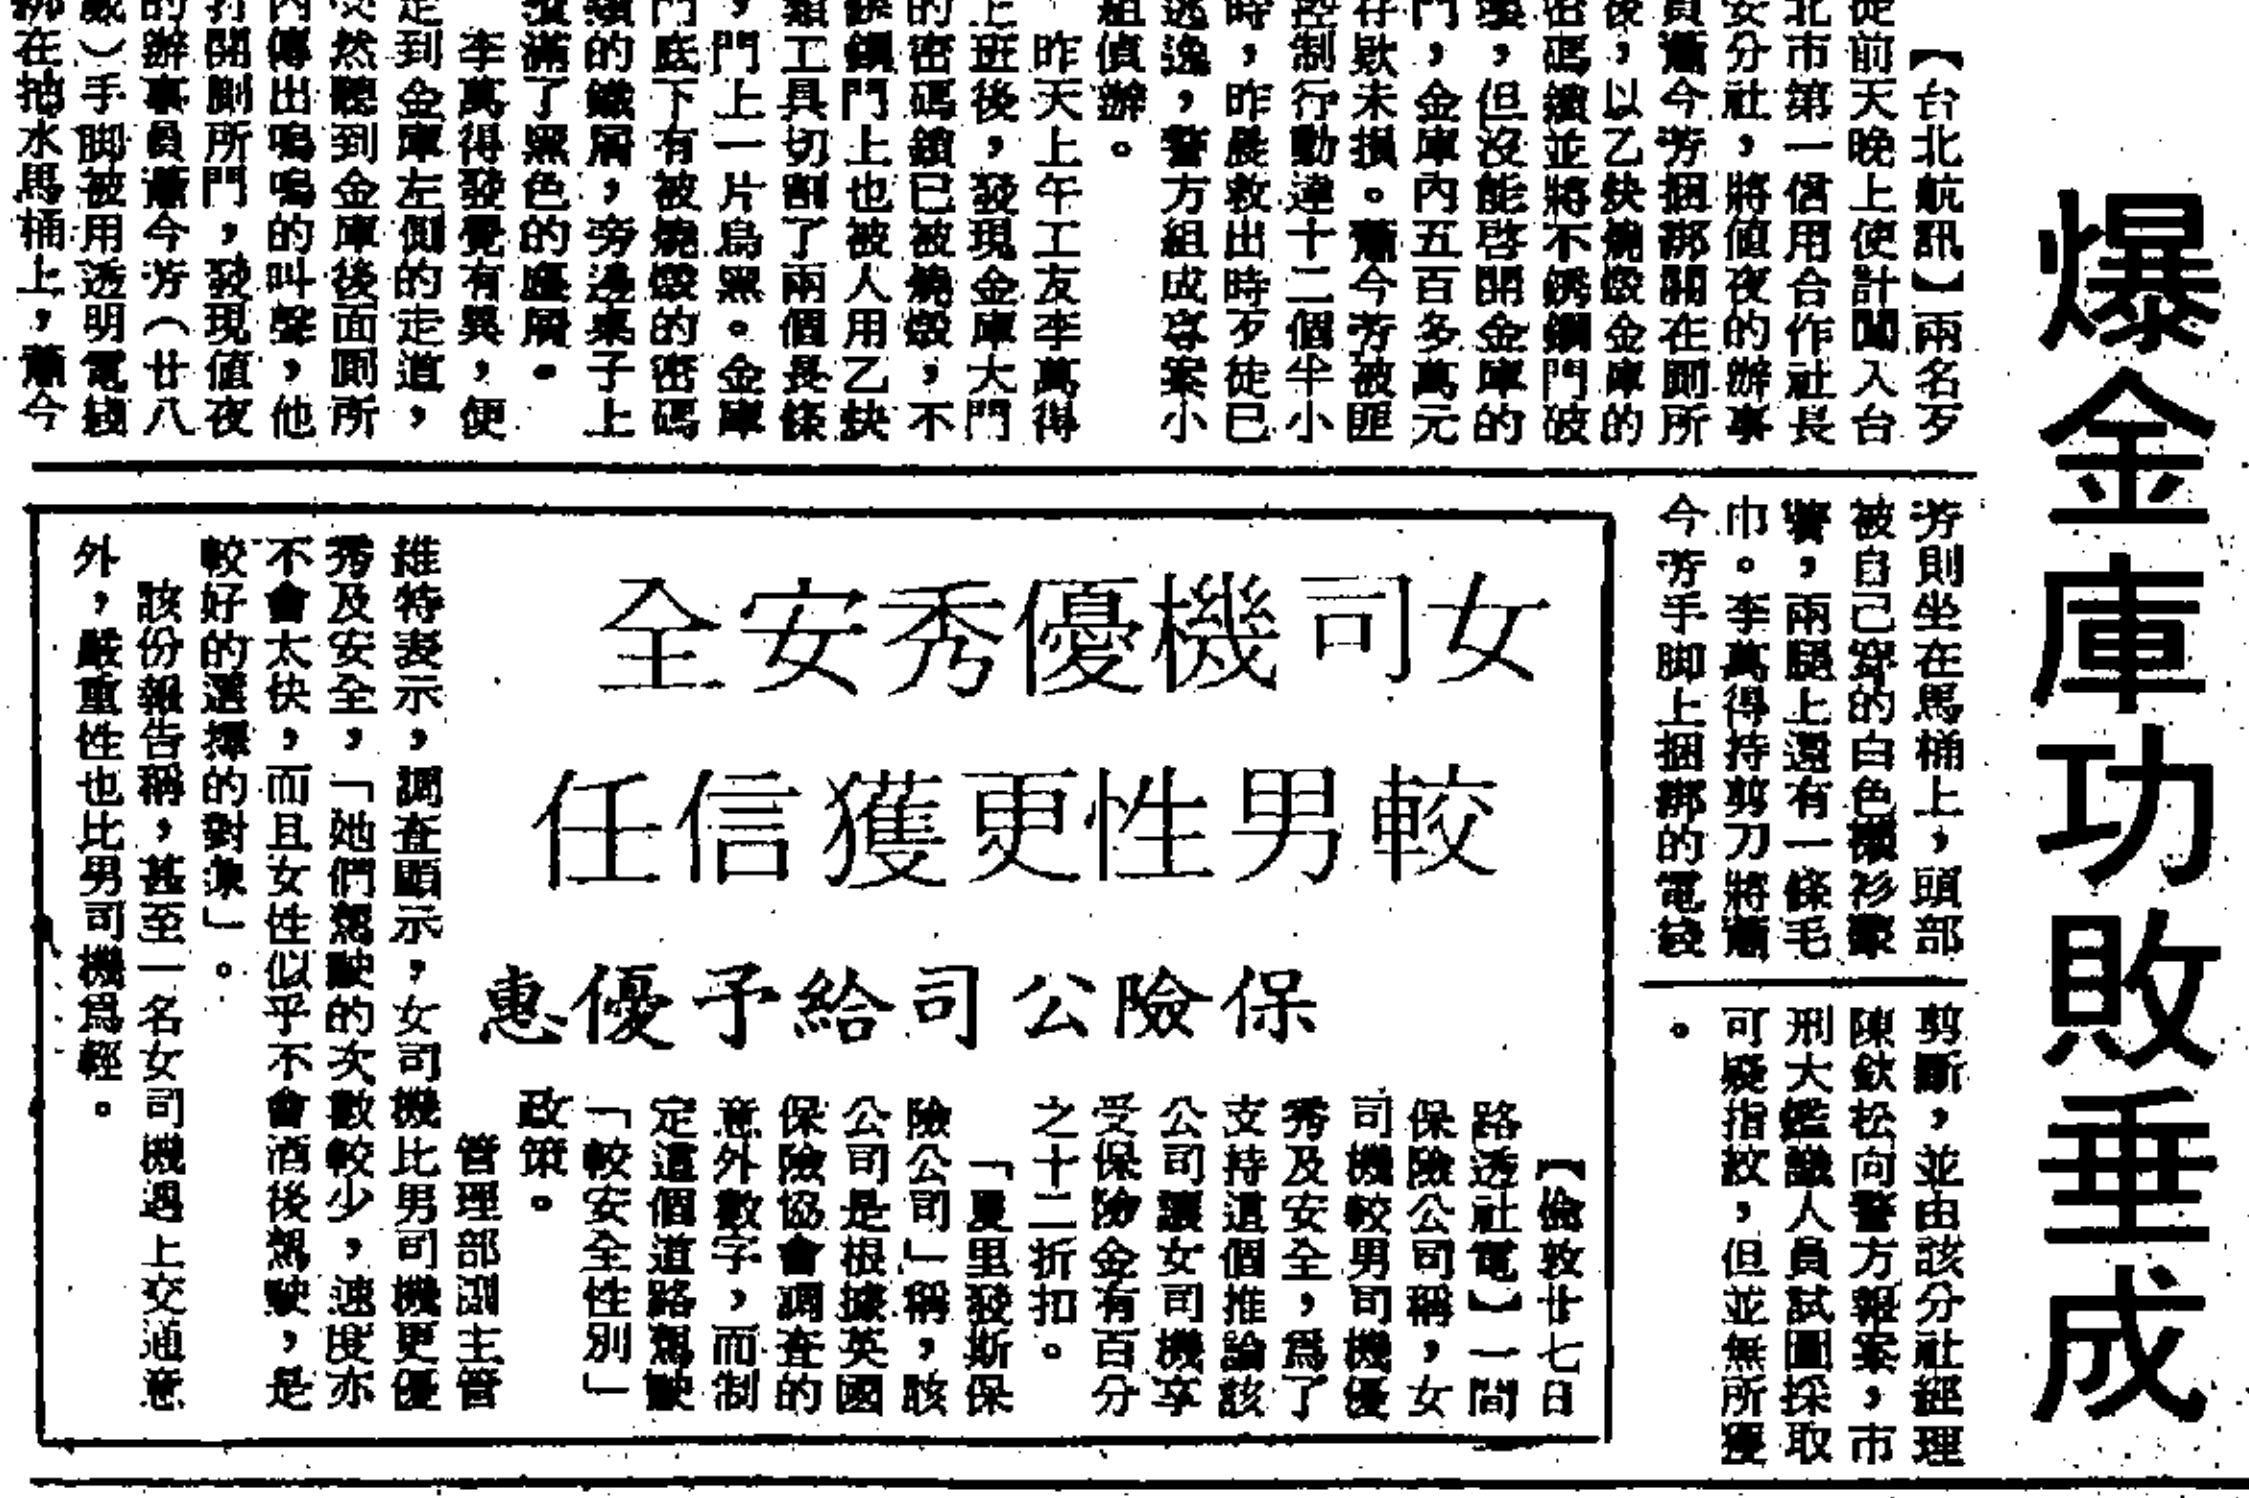 爆金庫功敗垂成
【台北航訊】兩名歹
徒前天晚上使計闖入台
北市第一信用合作社長
安分社，將値夜的辦事
員蕭今芳捆綁關在厠所
後，以乙炔燒燬金庫的
密碼鎖並將不銹鋼門破
壞，但沒能啓開金庫的
門，金庫內五百多萬元
存欵未損。蕭今芳被匪
控制行動達十二個半小
時，昨晨救出時歹徒已
逃逸，警方組成專案小
組偵辦。
昨天上午工友李萬得
上班後，發現金庫大門
的密碼鎖已被燒燬，不
銹鋼門上也被人用乙炔
類工具切割了兩個長條
，門上一片烏黑。金庫
門底下有被燒燬的密碼
鎖的鐵屑，旁邊桌子上
滿了黑色的塵屑。
李萬得發覺有異，便
走到金庫左側的走道，
突然聽到金庫後面厠所
內傳出嗚嗚的叫聲，他
打開厠所門，發現値夜
的辦事員蕭今芳（廿八
歲）手脚被用透明電綫
綁在抽水馬桶上，蕭今
芳則坐在馬桶上，頭部
被自己穿的白色襯衫蒙
著，兩腿上還有一條毛
巾。李萬得持剪刀將蕭
今芳手脚上捆綁的電綫
剪斷，並由該分社經理
陳欽松向警方報案，市
刑大鑑識人員試圖採取
可疑指紋，但並無所獲
。
女司機優秀安全
較男性更獲信任
保險公司給予優惠
【倫敦廿七日
路透社電】一間
保險公司稱，女
司機較男司機優
秀及安全，爲了
支持這個推論該
公司讓女司機享
受保險金有百分
之十二折扣。
「夏里發斯保
險公司」稱，該
公司是根據英國
保險協會調查的
意外數字，而制
定這個道路駕駛
「較安全性別」
政策。
管理部副主管
維特表示，調查顯示，女司機比男司機更優
秀及安全，「她們駕駛的次數較少，速度亦
不會太快，而且女性似乎不會酒後駕駛，是
較好的選擇的對象」。
該份報告稱，甚至一名女司機遇上交通意
外，嚴重性也比男司機爲輕。